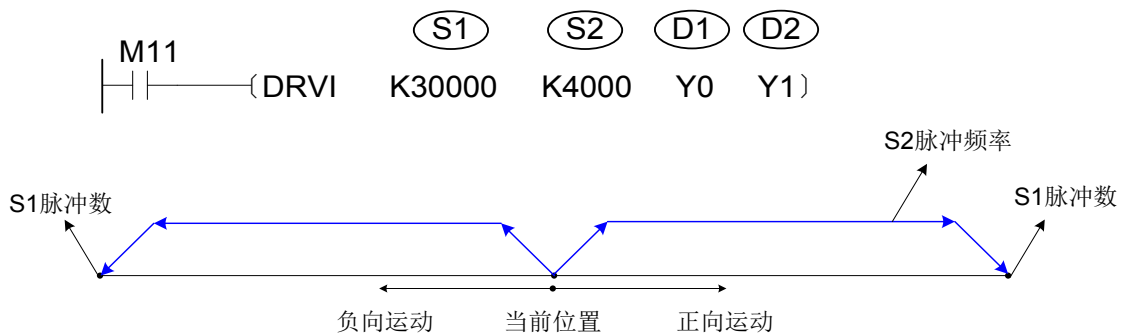 S1 S2 D1 D2
M11
〔DRVI K30000 K4000 Y0 Y1〕
S2脉冲频率
S1脉冲数 S1脉冲数
负向运动 当前位置 正向运动